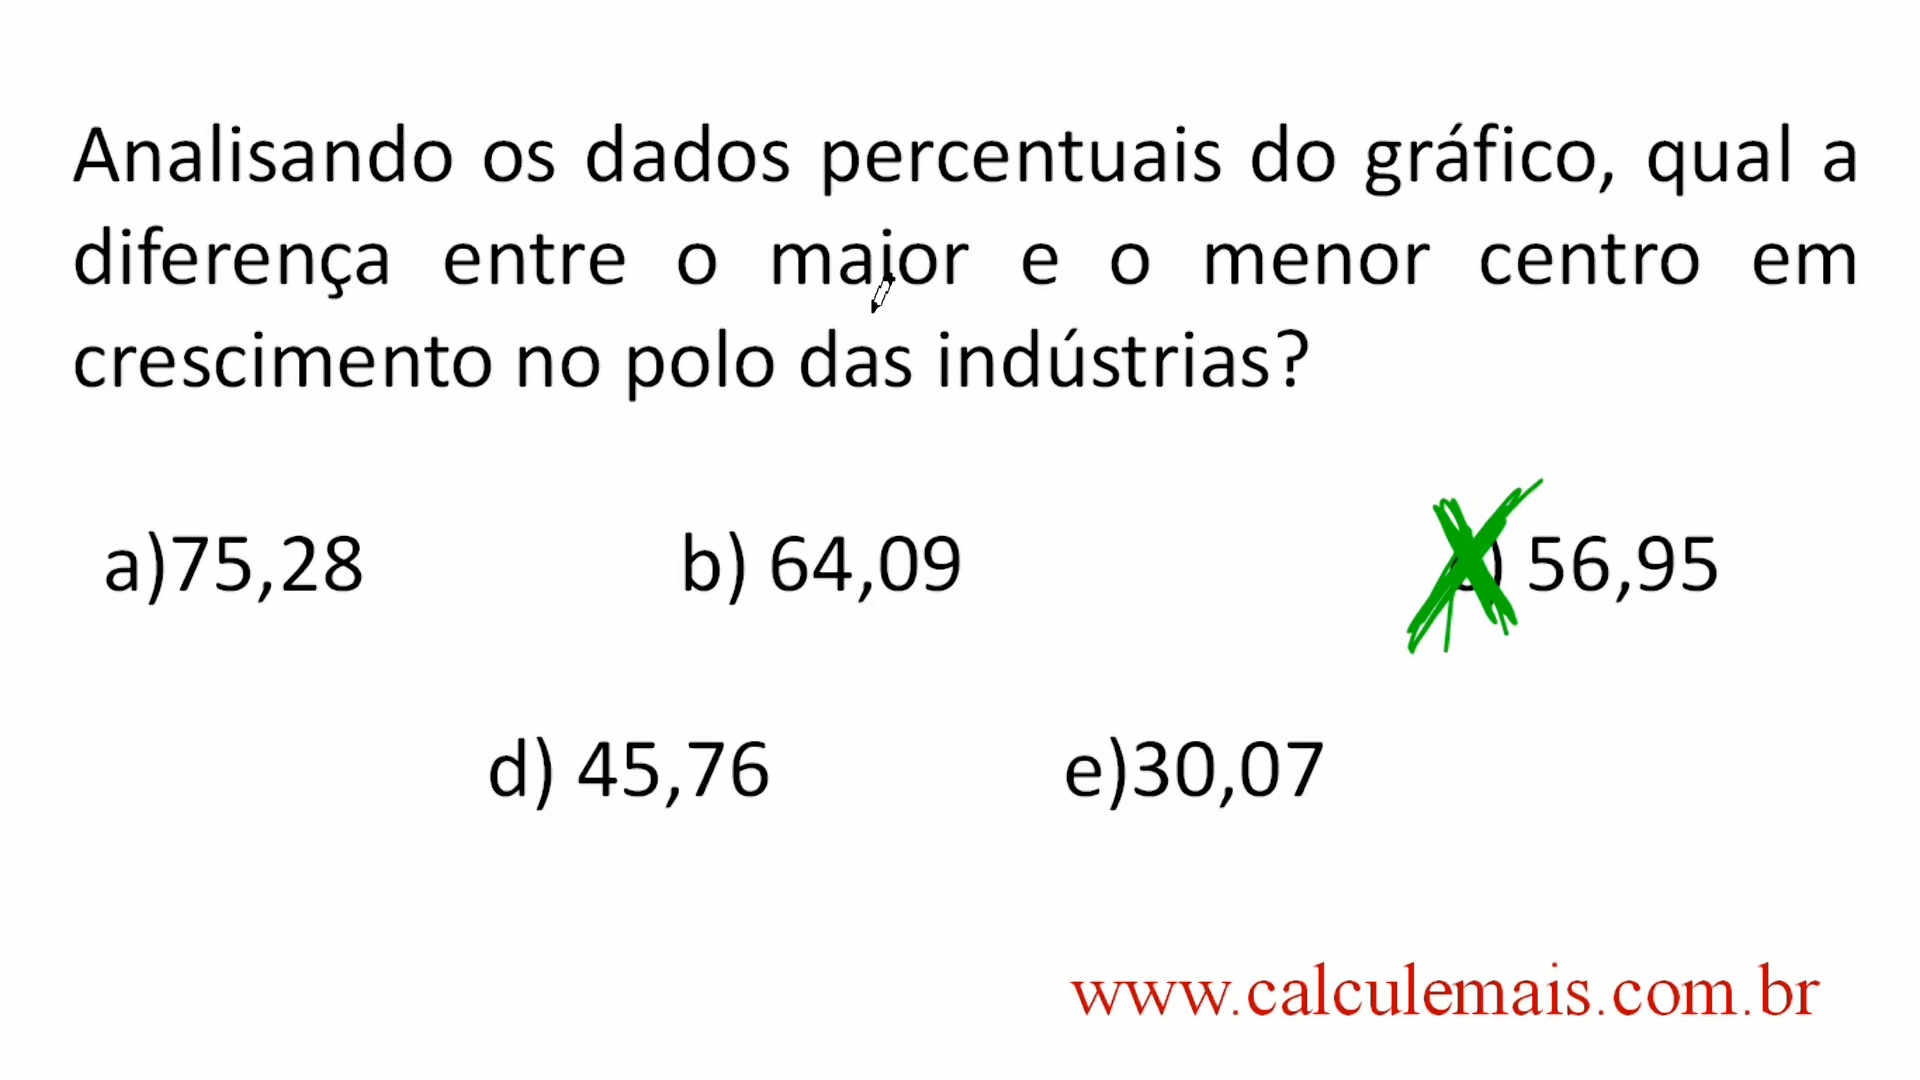 Analisando os dados percentuais do gráfico, qual a
diferença entre o maior e o menor centro em
crescimento no polo das indústrias?
a)75,28 b) 64,09 ) 56,95
d) 45,76 e)30,07
www.calculemais.com.br